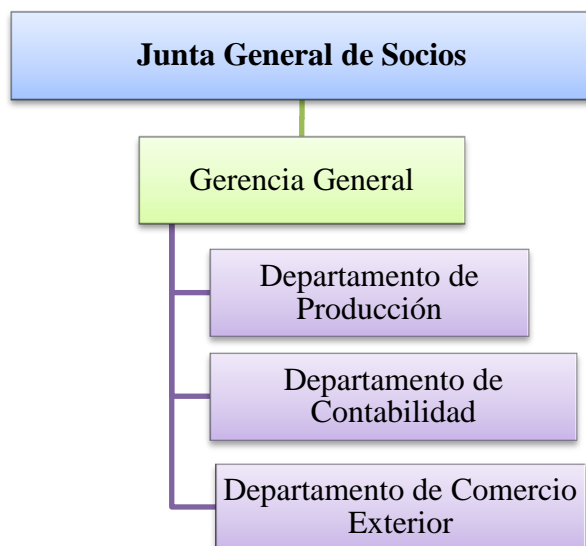 Junta General de Socios
Gerencia General
Departamento de
Producción
Departamento de
Contabilidad
Departamento de Comercio
Exterior